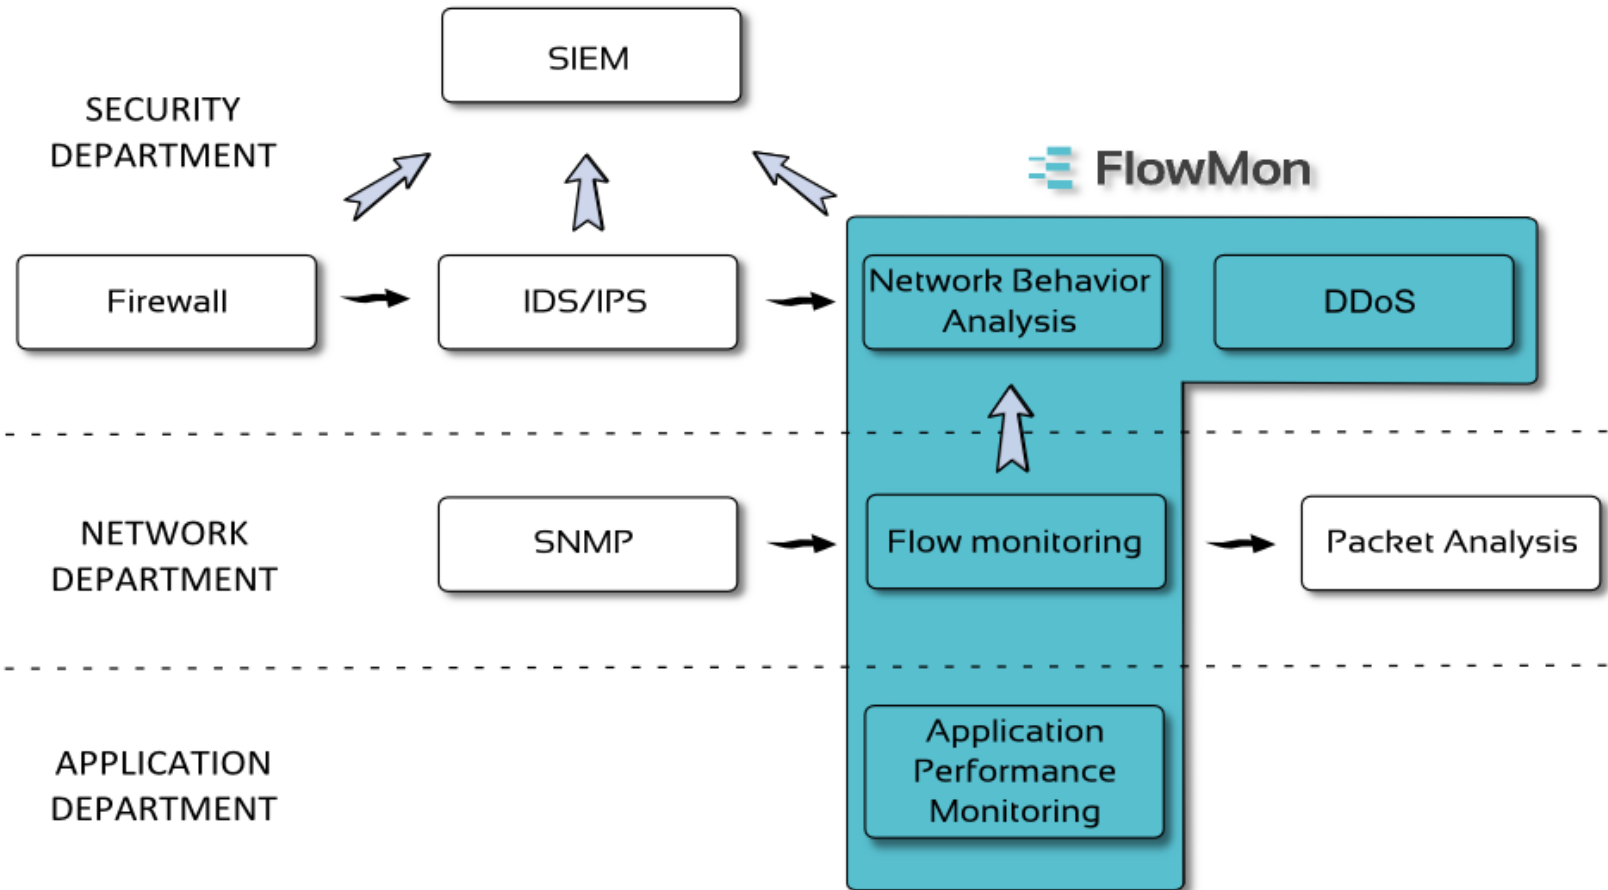 SIEM
SECURITY
DEPARTMENT
FlowMon
Firewall
IDS/IPS
Network Behavior
Analysis
DDoS
NETWORK
DEPARTMENT
SNMP
Flow monitoring
Packet Analysis
APPLICATION
DEPARTMENT
Application
Performance
Monitoring